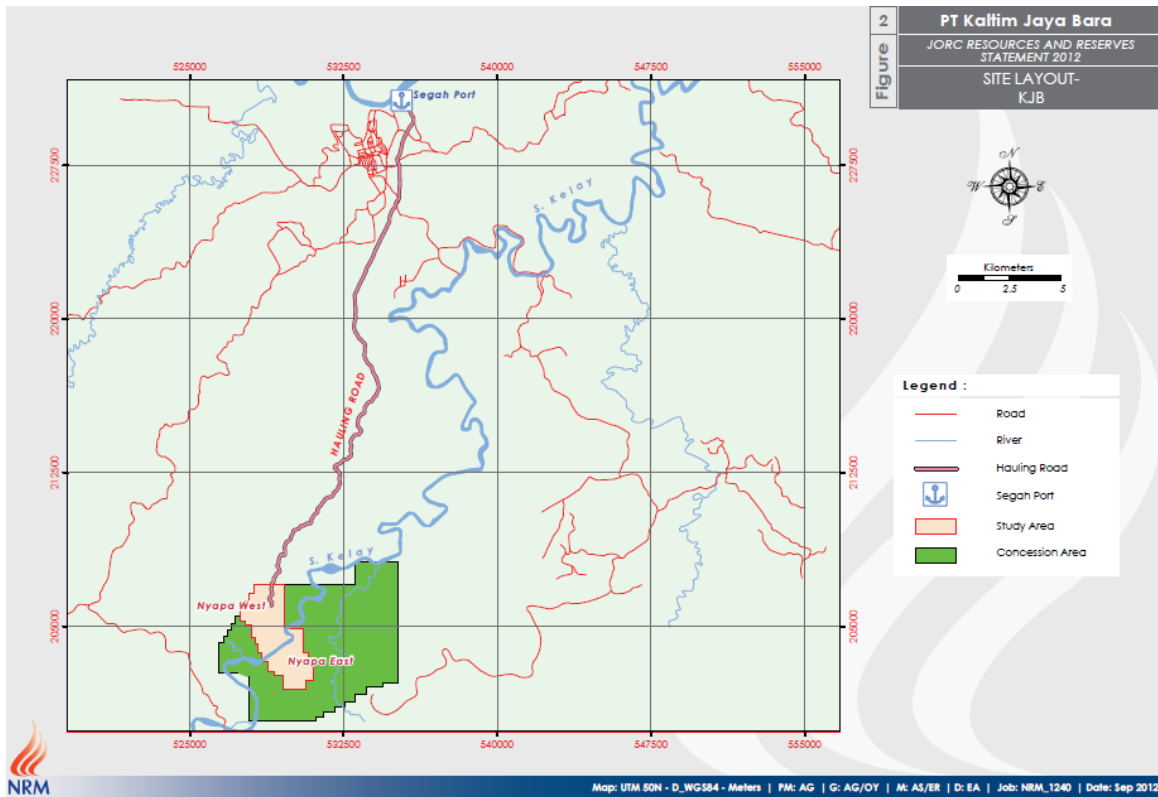 2
Figure
PT Kaltim Jaya Bara
JORC RESOURCES AND RESERVES
STATEMENT 2012
SITE LAYOUT-
KJB
525000
532500
540000
547500
555000
Segah Port
227500
227500
S. Kelay
N
W
E
S
Kilometers
0
2.5
5
220000
220000
HAULING ROAD
Legend :
Road
River
Hauling Road
Segah Port
Study Area
Concession Area
212500
212500
S. Kelay
Nyapa West
205000
205000
Nyapa East
525000
532500
540000
547500
555000
NRM
Map: UTM 50N - D_WGS84 - Meters | PM: AG | G: AG/OY | M: AS/ER | D: EA | Job: NRM_1240 | Date: Sep 2012